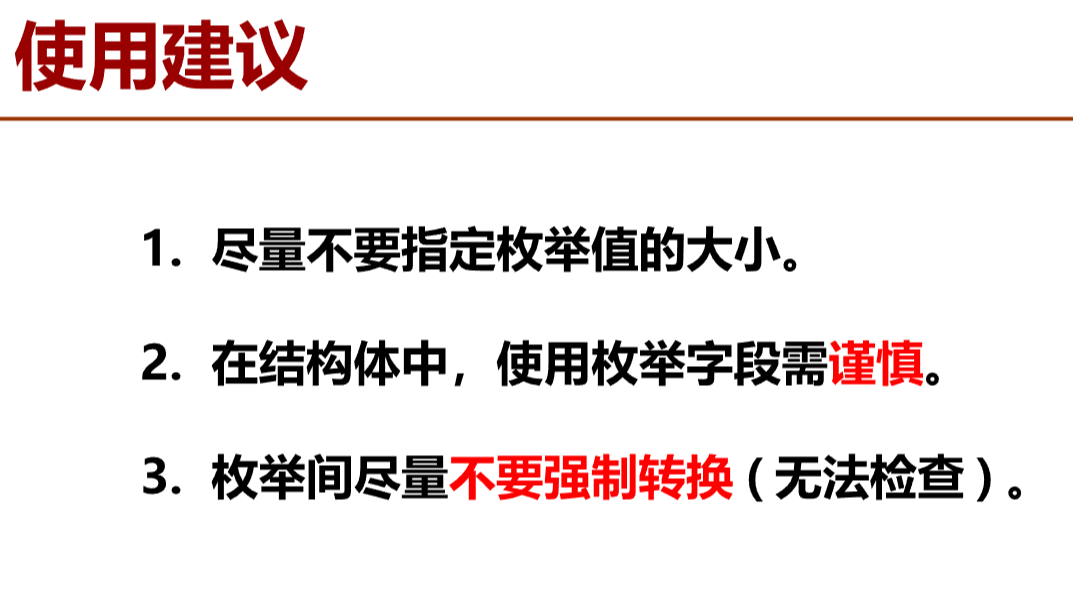 使用建议
1. 尽量不要指定枚举值的大小。
2. 在结构体中，使用枚举字段需谨慎。
3. 枚举间尽量不要强制转换（无法检查）。